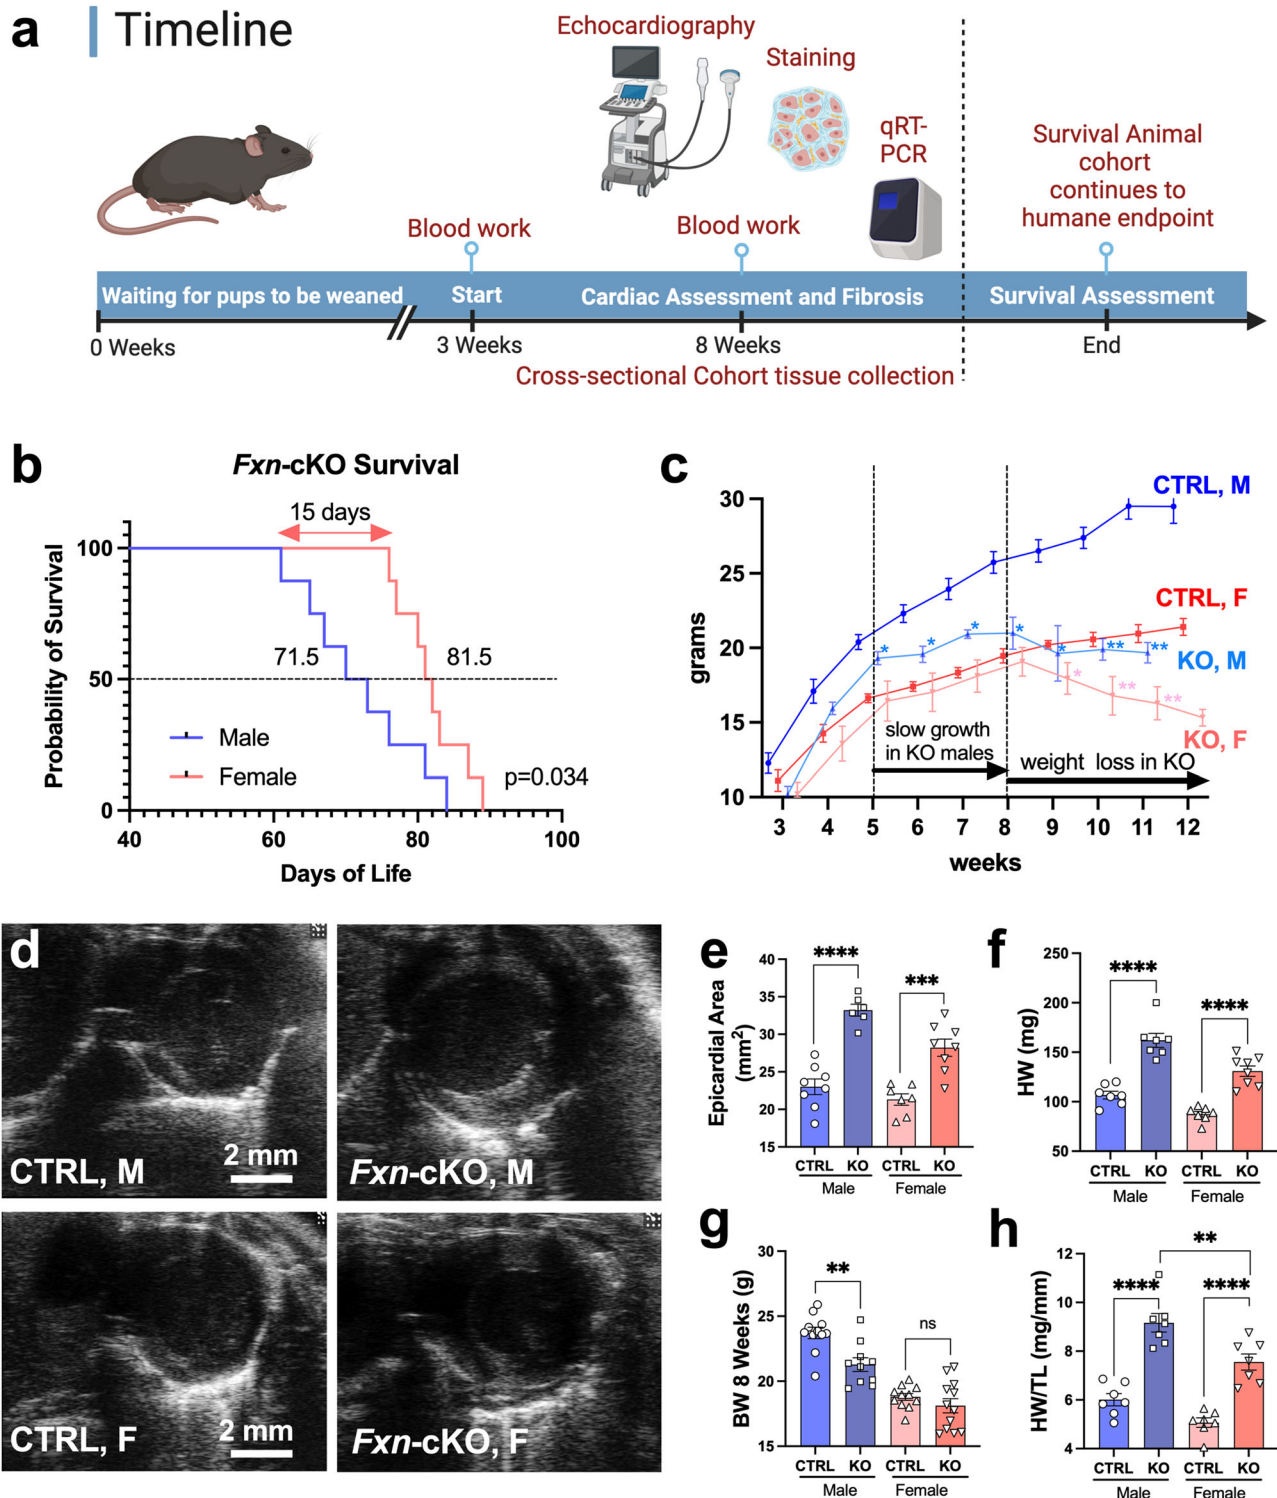 a
Timeline
Echocardiography
Staining
qRT-
PCR
Survival Animal
cohort
continues to
humane endpoint
Blood work
Blood work
Waiting for pups to be weaned
Start
Cardiac Assessment and Fibrosis
Survival Assessment
0 Weeks
3 Weeks
8 Weeks
End
Cross-sectional Cohort tissue collection
b
Fxn-cKO Survival
15 days
Probability of Survival
100
50
0
71.5
81.5
Male
Female
p=0.034
40
60
80
100
Days of Life
c
grams
30
25
20
15
10
CTRL, M
CTRL, F
KO, M
KO, F
*
*
*
*
*
**
**
*
**
**
slow growth
in KO males
weight loss in KO
3
4
5
6
7
8
9
10
11
12
weeks
d
CTRL, M
2 mm
Fxn-cKO, M
CTRL, F
2 mm
Fxn-cKO, F
e
Epicardial Area
(mm²)
40
35
30
25
20
15
****
***
CTRL
KO
CTRL
KO
Male
Female
f
HW (mg)
250
200
150
100
50
****
****
CTRL
KO
CTRL
KO
Male
Female
g
BW 8 Weeks (g)
30
25
20
15
**
ns
CTRL
KO
CTRL
KO
Male
Female
h
HW/TL (mg/mm)
12
10
8
6
4
**
****
****
CTRL
KO
CTRL
KO
Male
Female